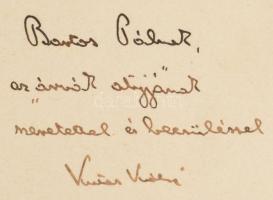 Bartos Pálnak,
az "árvák atyjának"
szeretettel és becsüléssel